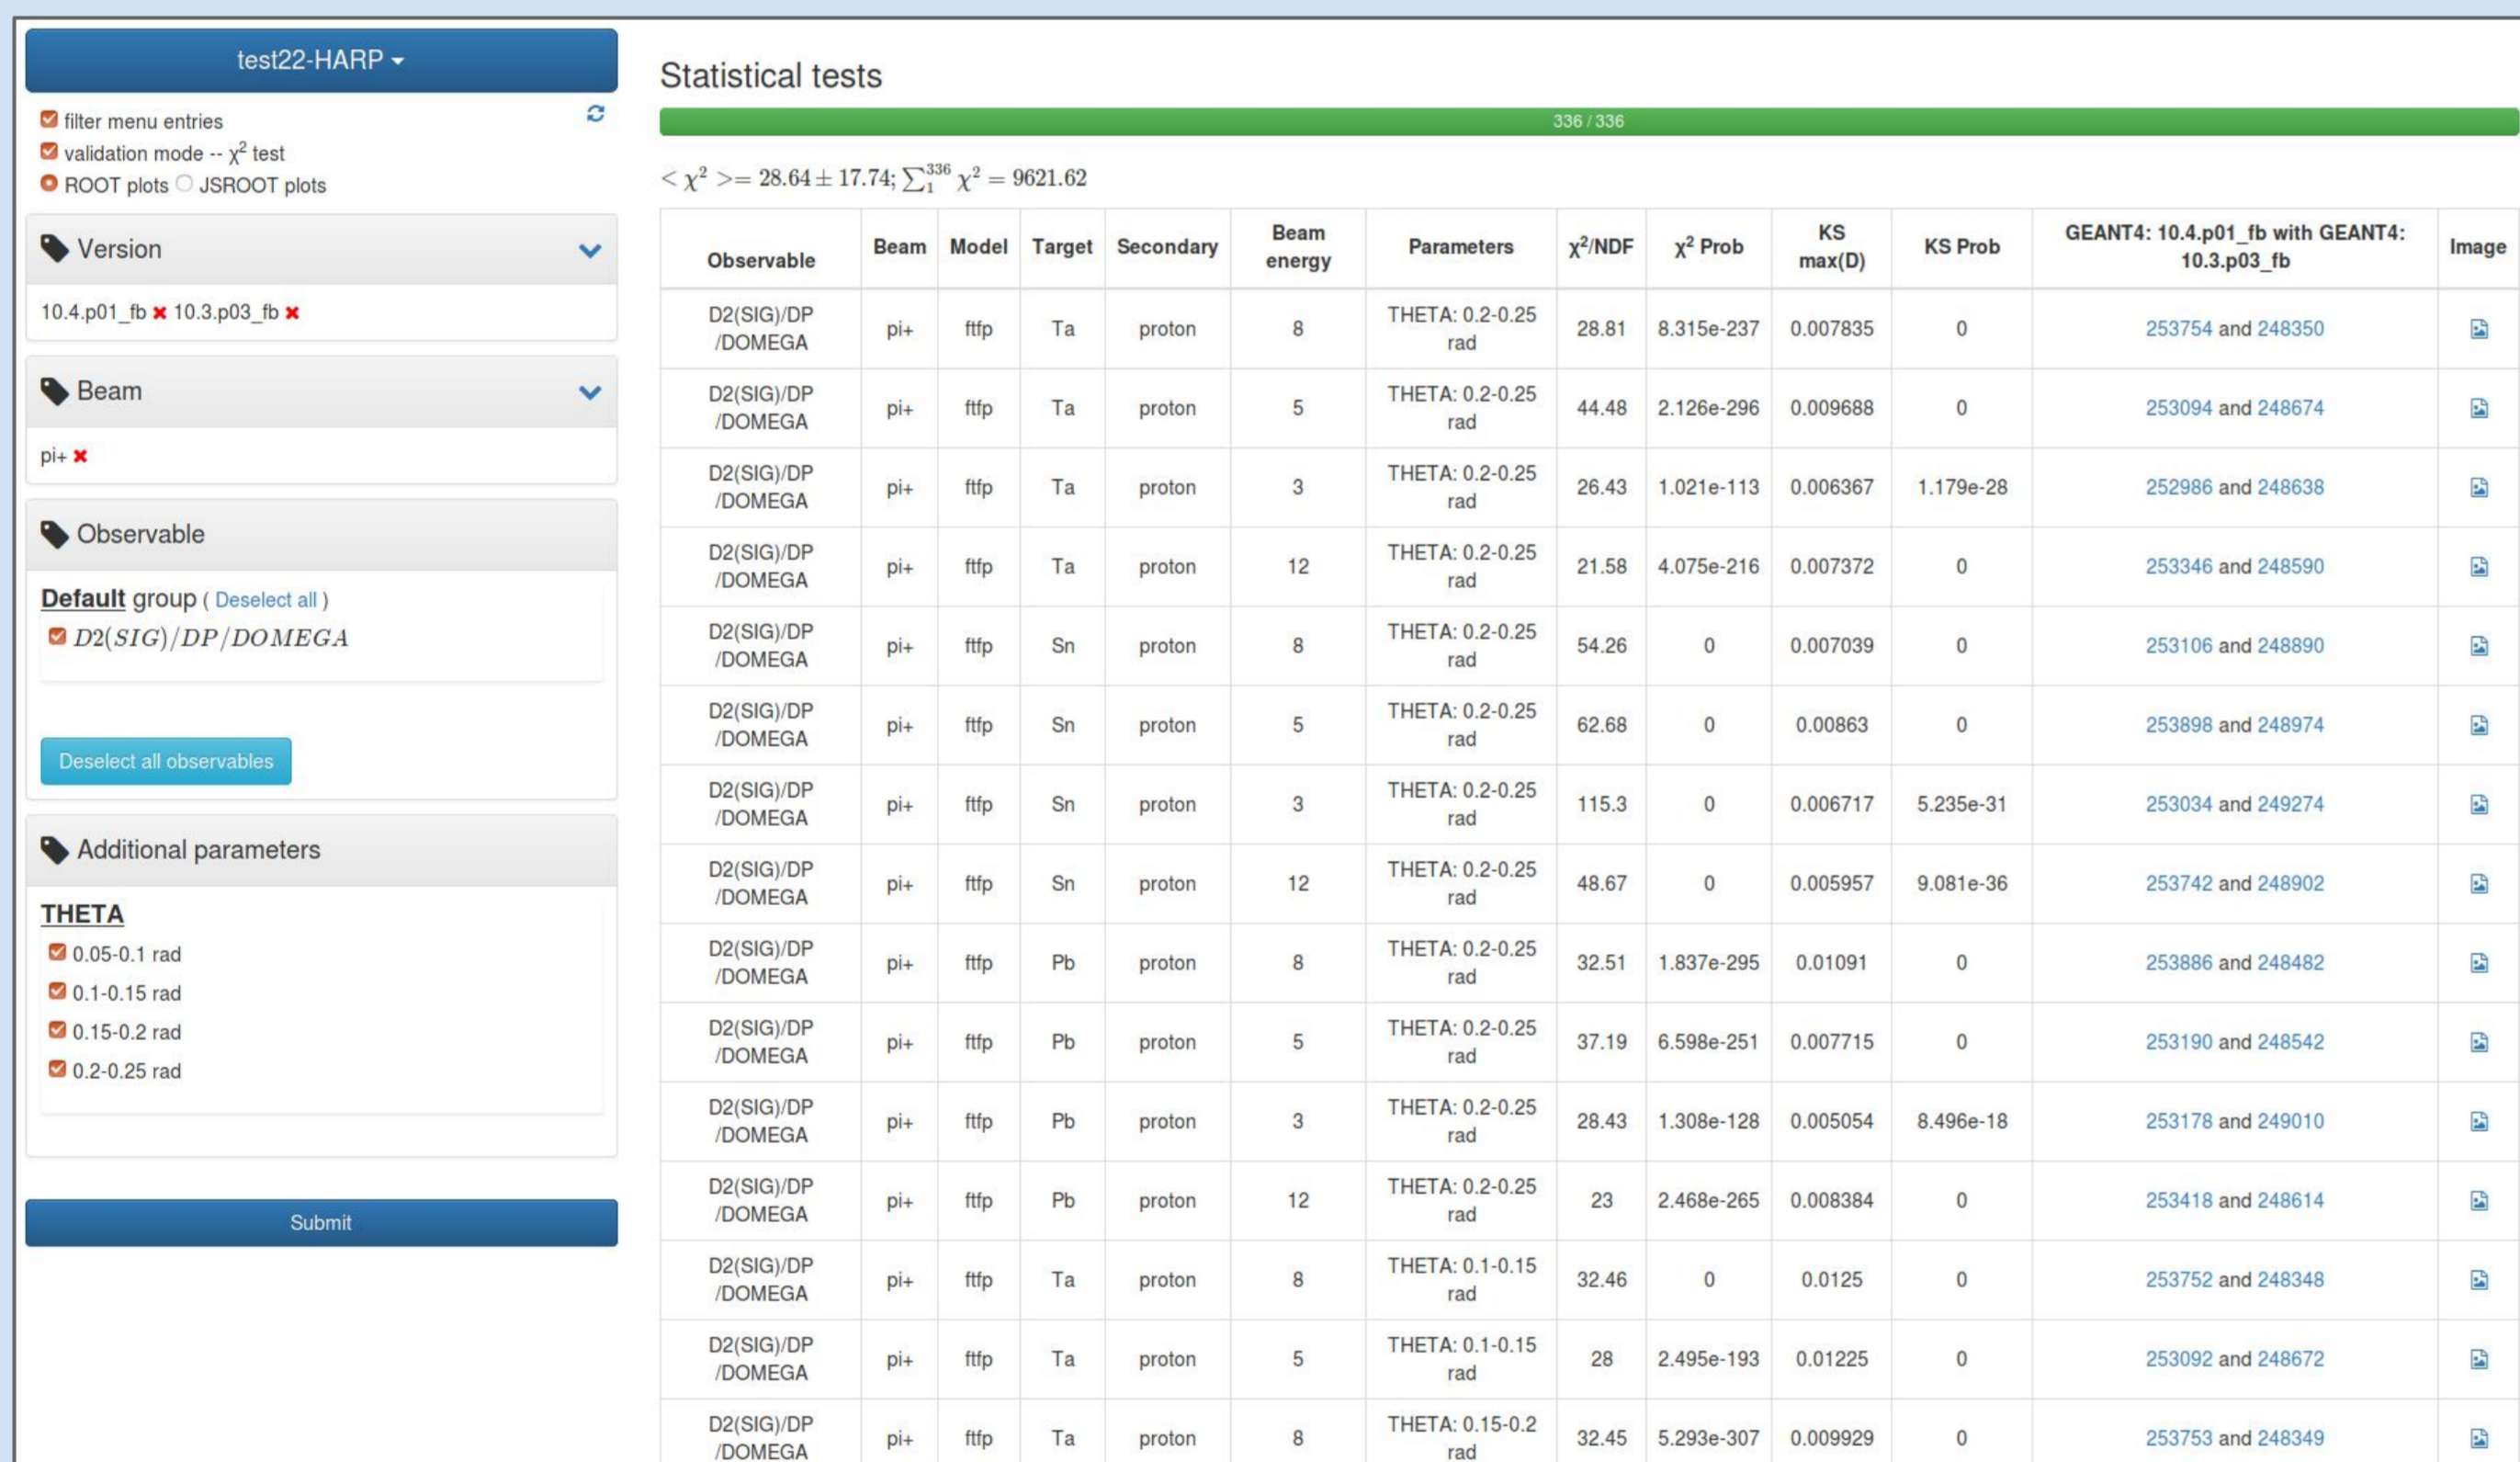 test22-HARP
filter menu entries
validation mode -- χ² test
ROOT plots JSROOT plots
Version
10.4.p01_fb 10.3.p03_fb
Beam
pi+
Observable
Default group ( Deselect all )
D2(SIG)/DP/DOMEGA
Deselect all observables
Additional parameters
THETA
0.05-0.1 rad
0.1-0.15 rad
0.15-0.2 rad
0.2-0.25 rad
Submit
Statistical tests
336 / 336
< χ² >= 28.64 ± 17.74; ∑₁³³⁶ χ² = 9621.62
Observable Beam Model Target Secondary Beam energy Parameters χ²/NDF χ² Prob KS max(D) KS Prob GEANT4: 10.4.p01_fb with GEANT4: 10.3.p03_fb Image
D2(SIG)/DP /DOMEGA pi+ ftfp Ta proton 8 THETA: 0.2-0.25 rad 28.81 8.315e-237 0.007835 0 253754 and 248350
D2(SIG)/DP /DOMEGA pi+ ftfp Ta proton 5 THETA: 0.2-0.25 rad 44.48 2.126e-296 0.009688 0 253094 and 248674
D2(SIG)/DP /DOMEGA pi+ ftfp Ta proton 3 THETA: 0.2-0.25 rad 26.43 1.021e-113 0.006367 1.179e-28 252986 and 248638
D2(SIG)/DP /DOMEGA pi+ ftfp Ta proton 12 THETA: 0.2-0.25 rad 21.58 4.075e-216 0.007372 0 253346 and 248590
D2(SIG)/DP /DOMEGA pi+ ftfp Sn proton 8 THETA: 0.2-0.25 rad 54.26 0 0.007039 0 253106 and 248890
D2(SIG)/DP /DOMEGA pi+ ftfp Sn proton 5 THETA: 0.2-0.25 rad 62.68 0 0.00863 0 253898 and 248974
D2(SIG)/DP /DOMEGA pi+ ftfp Sn proton 3 THETA: 0.2-0.25 rad 115.3 0 0.006717 5.235e-31 253034 and 249274
D2(SIG)/DP /DOMEGA pi+ ftfp Sn proton 12 THETA: 0.2-0.25 rad 48.67 0 0.005957 9.081e-36 253742 and 248902
D2(SIG)/DP /DOMEGA pi+ ftfp Pb proton 8 THETA: 0.2-0.25 rad 32.51 1.837e-295 0.01091 0 253886 and 248482
D2(SIG)/DP /DOMEGA pi+ ftfp Pb proton 5 THETA: 0.2-0.25 rad 37.19 6.598e-251 0.007715 0 253190 and 248542
D2(SIG)/DP /DOMEGA pi+ ftfp Pb proton 3 THETA: 0.2-0.25 rad 28.43 1.308e-128 0.005054 8.496e-18 253178 and 249010
D2(SIG)/DP /DOMEGA pi+ ftfp Pb proton 12 THETA: 0.2-0.25 rad 23 2.468e-265 0.008384 0 253418 and 248614
D2(SIG)/DP /DOMEGA pi+ ftfp Ta proton 8 THETA: 0.1-0.15 rad 32.46 0 0.0125 0 253752 and 248348
D2(SIG)/DP /DOMEGA pi+ ftfp Ta proton 5 THETA: 0.1-0.15 rad 28 2.495e-193 0.01225 0 253092 and 248672
D2(SIG)/DP /DOMEGA pi+ ftfp Ta proton 8 THETA: 0.15-0.2 rad 32.45 5.293e-307 0.009929 0 253753 and 248349